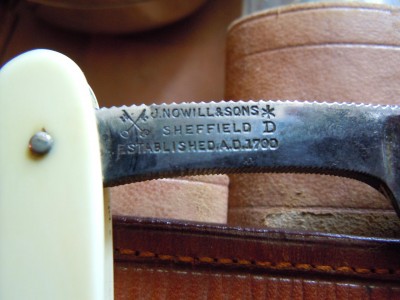 J.NOWILL&SONS *
SHEFFIELD D
ESTABLISHED.A.D.1700